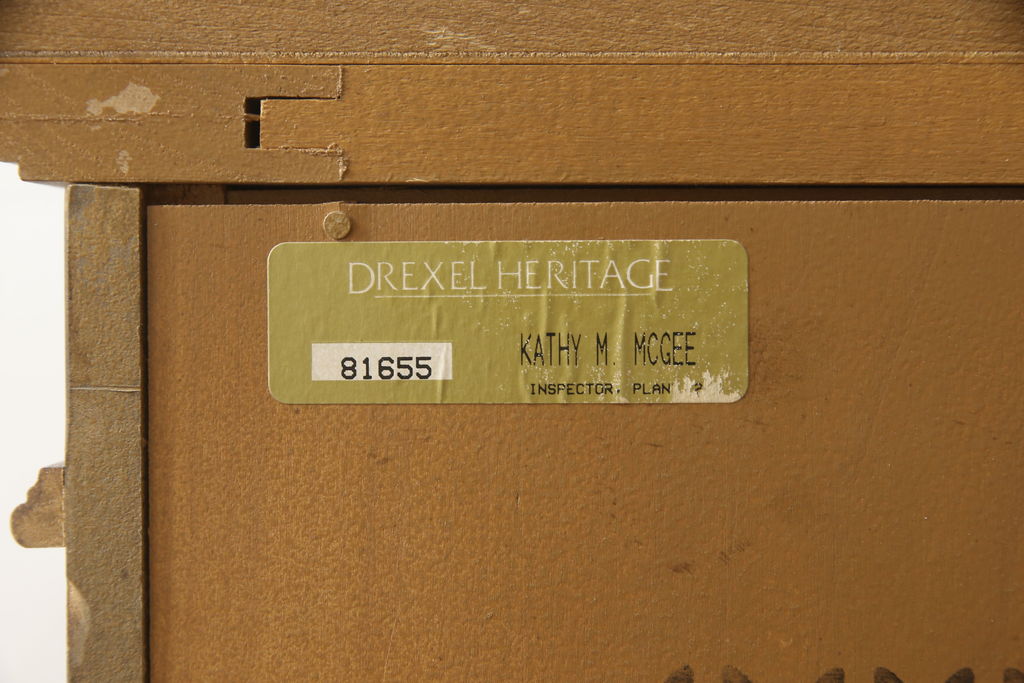 DREXEL HERITAGE
81655
KATHY M. MCGEE
INSPECTOR, PLAN